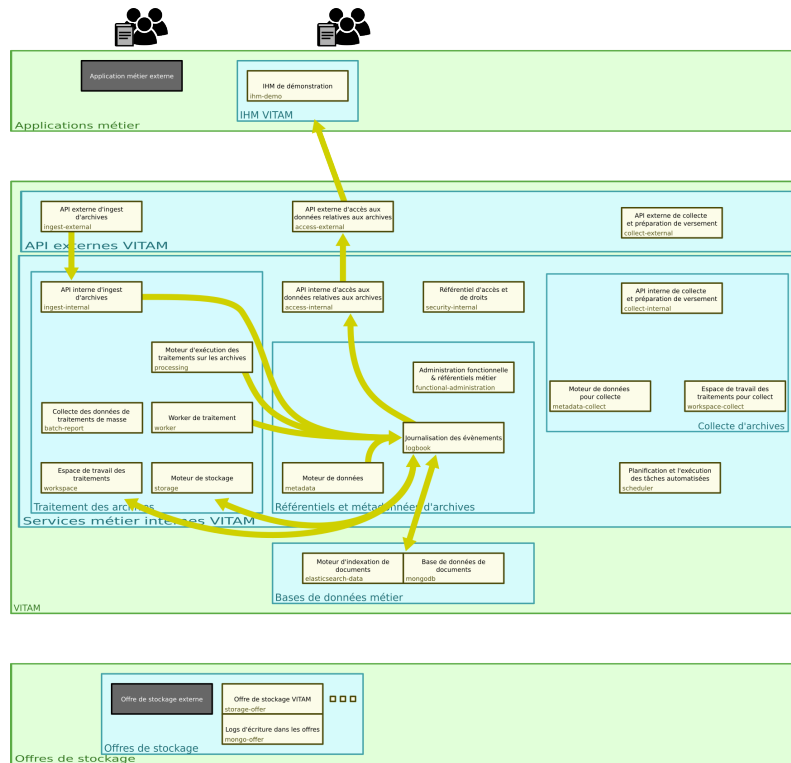 Application métier externe
IHM de démonstration
ihm-demo
IHM VITAM
Applications métier
API externe d'ingest
d'archives
ingest-external
API externe d'accès aux
données relatives aux archives
access-external
API externe de collecte
et préparation de versement
collect-external
API externes VITAM
API interne d'ingest
d'archives
ingest-internal
API interne d'accès aux
données relatives aux archives
access-internal
Référentiel d'accès et
de droits
security-internal
API interne de collecte
et préparation de versement
collect-internal
Moteur d'exécution des
traitements sur les archives
processing
Administration fonctionnelle
& référentiels métier
functional-administration
Moteur de données
pour collecte
metadata-collect
Espace de travail des
traitements pour collect
workspace-collect
Collecte d'archives
Collecte des données de
traitements de masse
batch-report
Worker de traitement
worker
Journalisation des évènements
logbook
Espace de travail des
traitements
workspace
Moteur de stockage
storage
Moteur de données
metadata
Planification et l'exécution
des tâches automatisées
scheduler
Traitement des archives
Référentiels et métadonnées d'archives
Services métier internes VITAM
Moteur d'indexation de
documents
elasticsearch-data
Base de données de
documents
mongodb
Bases de données métier
VITAM
Offre de stockage externe
Offre de stockage VITAM
storage-offer
Logs d'écriture dans les offres
mongo-offer
Offres de stockage
Offres de stockage